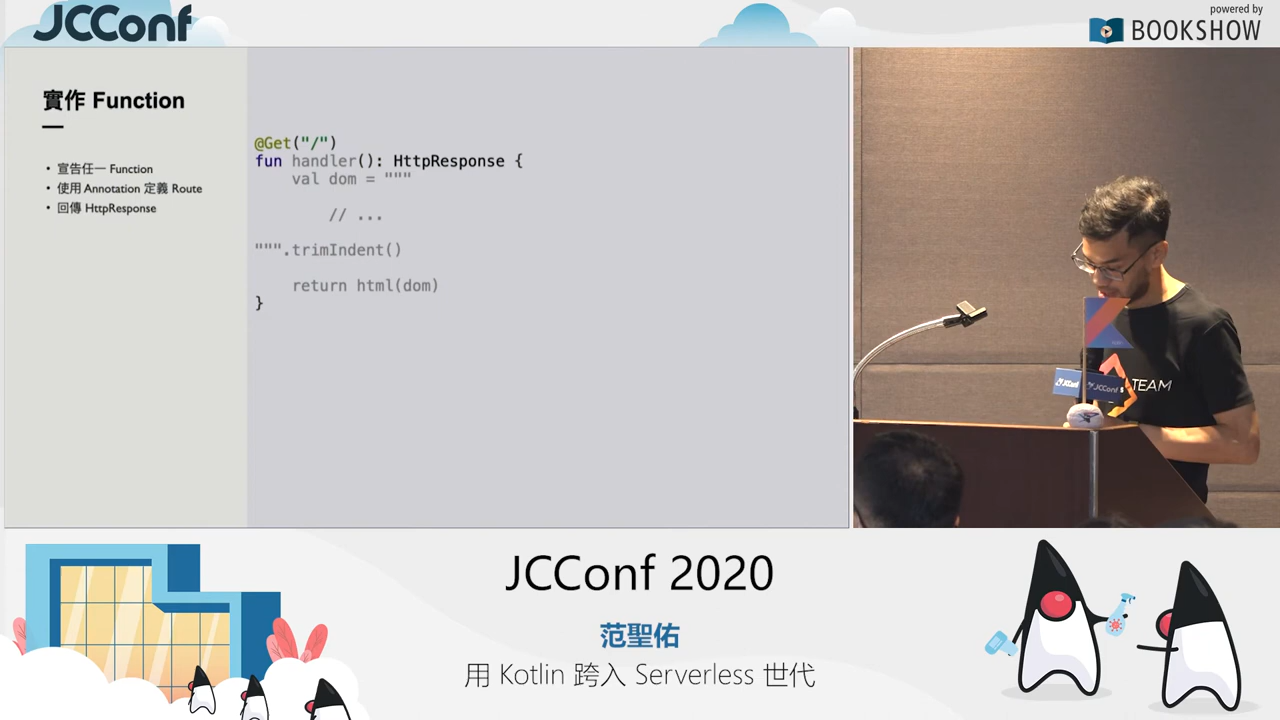 JCConf
powered by
BOOKSHOW
實作 Function
• 宣告任一 Function
• 使用 Annotation 定義 Route
• 回傳 HttpResponse
@Get("/")
fun handler(): HttpResponse {
val dom = """
// ...
""".trimIndent()
return html(dom)
}
TEAM
JCConf
JCConf
JCConf 2020
范聖佑
用 Kotlin 跨入 Serverless 世代